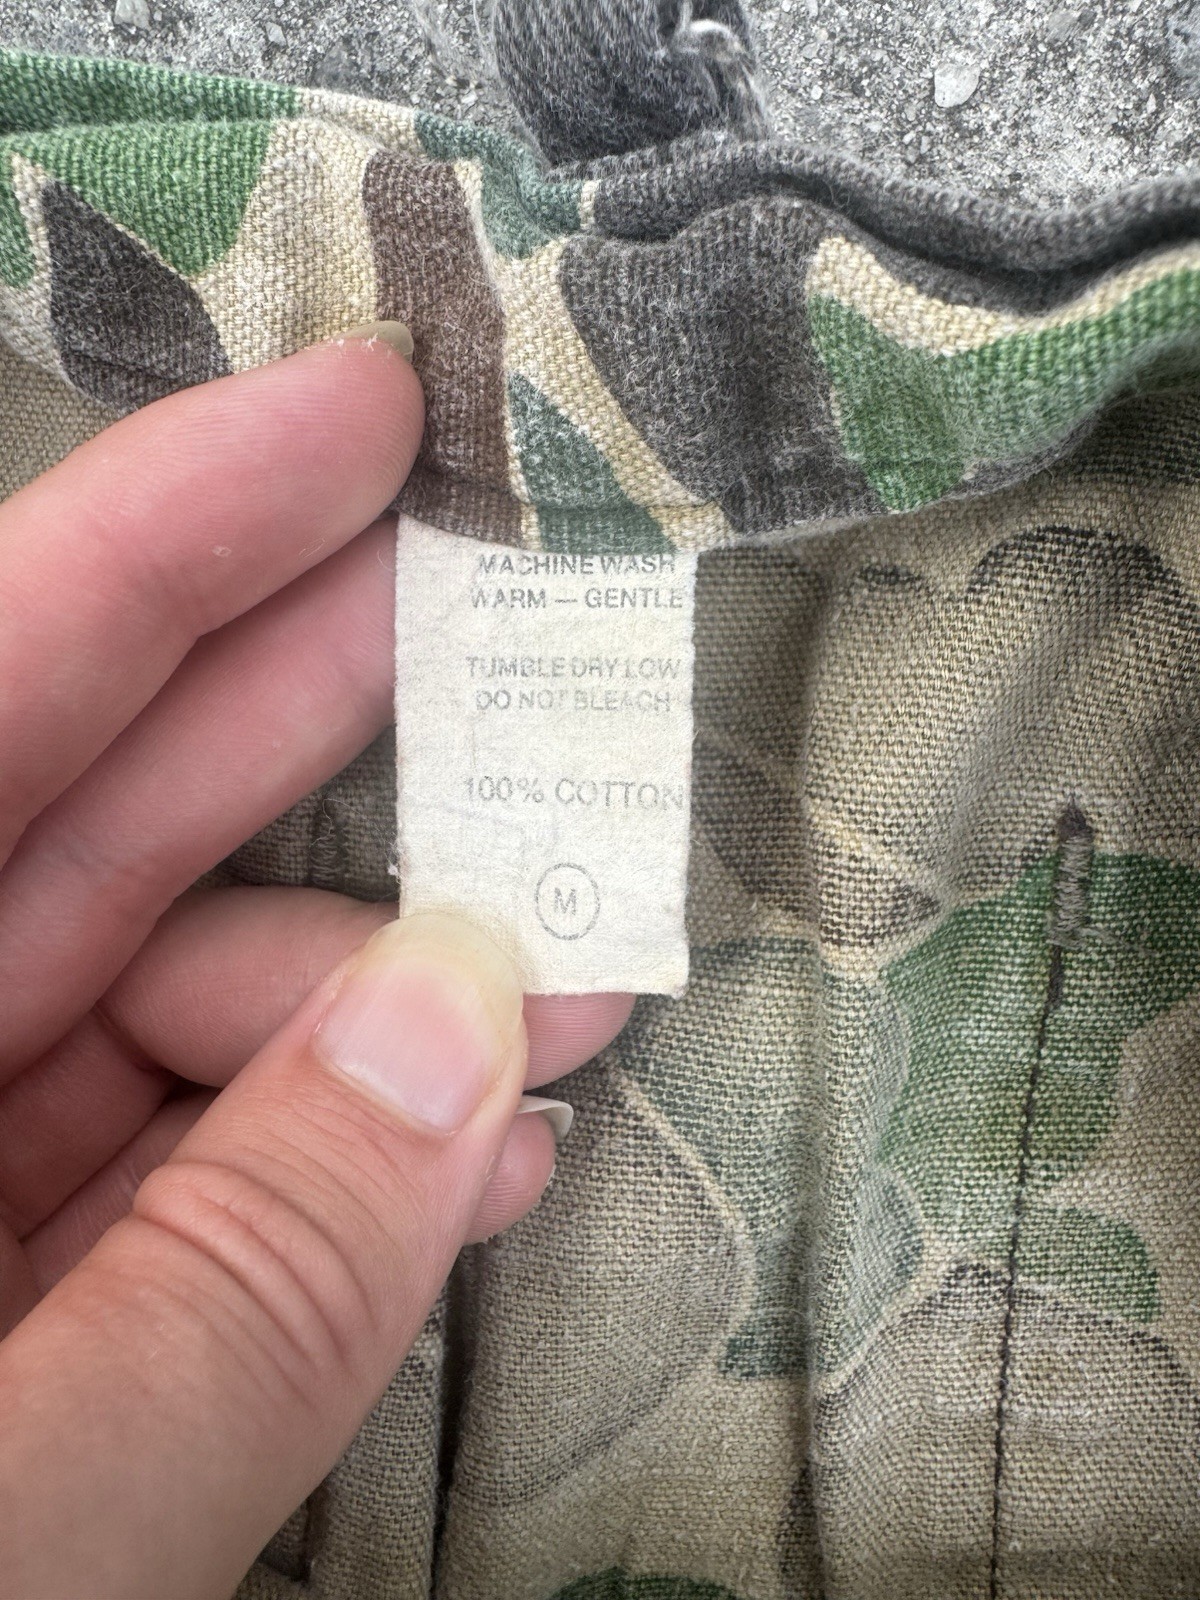 MACHINE WASH
WARM — GENTLE
TUMBLE DRY LOW
DO NOT BLEACH
100% COTTON
M